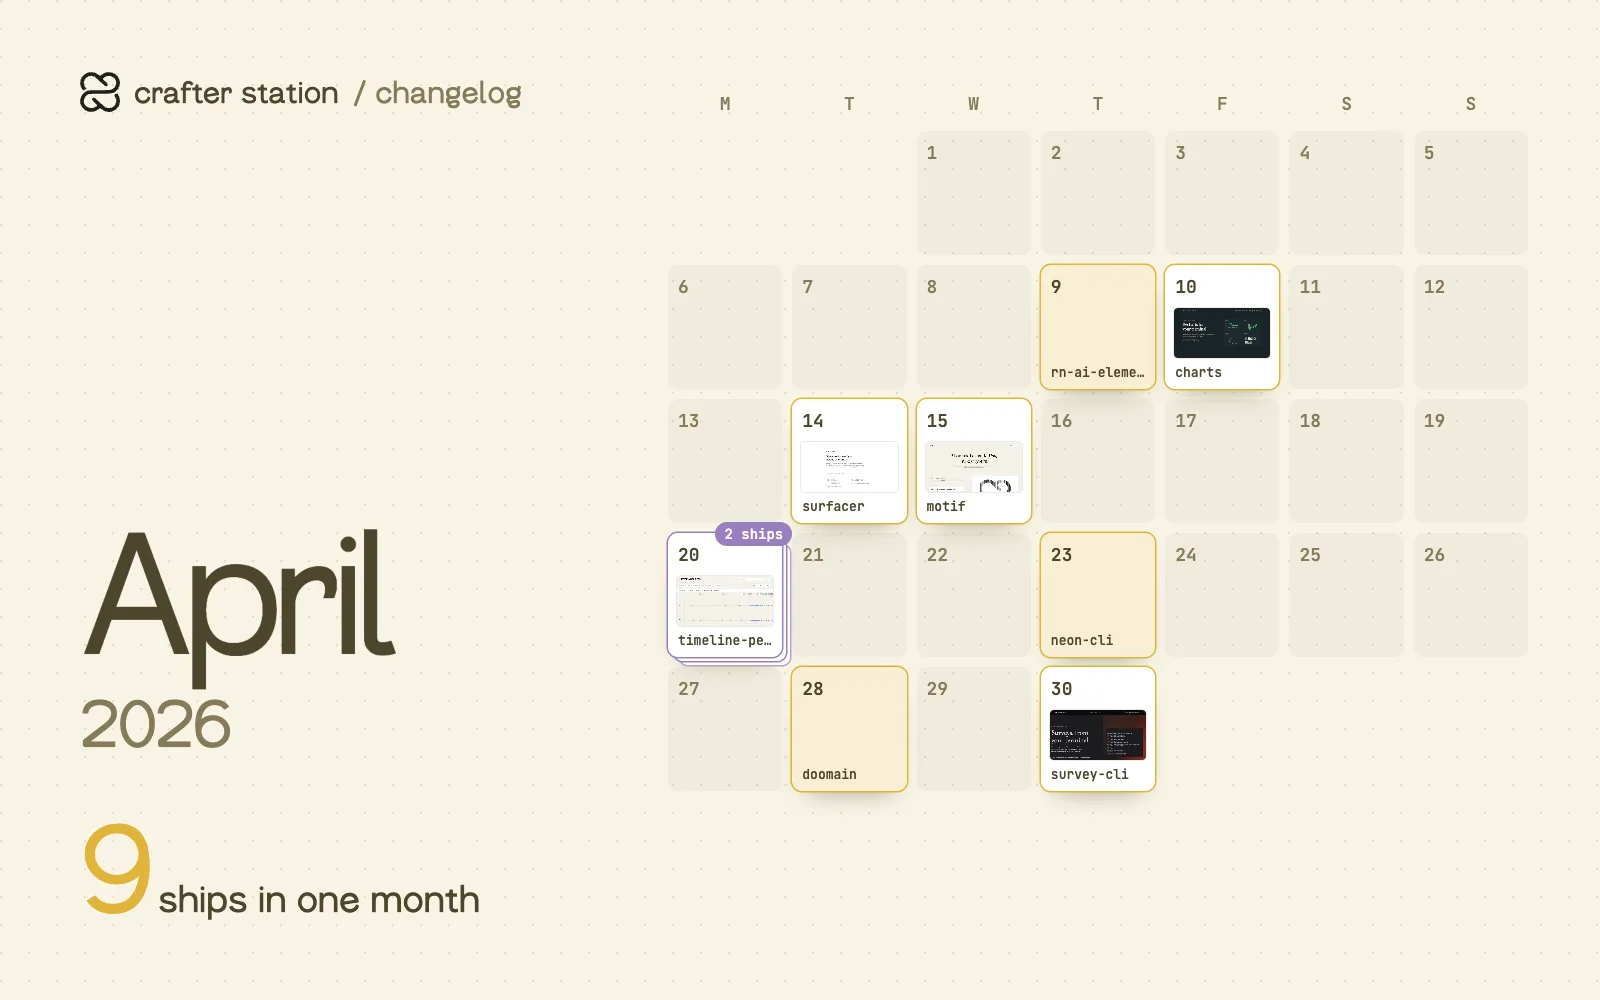 crafter station / changelog
April
2026
9 ships in one month
M T W T F S S
1 2 3 4 5
6 7 8 9 10 11 12
rn-ai-eleme… charts
13 14 15 16 17 18 19
surfacer motif
2 ships
20 21 22 23 24 25 26
timeline-pe… neon-cli
27 28 29 30
doomain survey-cli